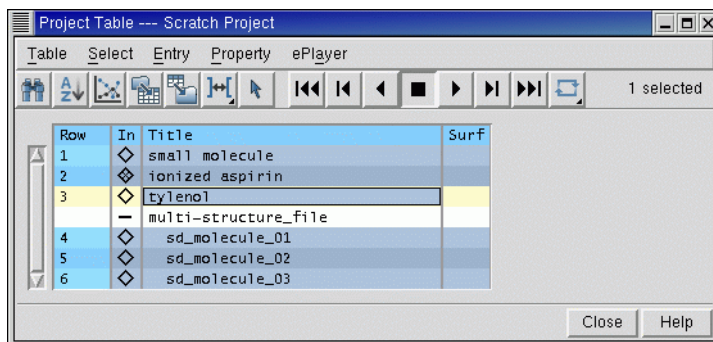 Project Table --- Scratch Project
Table Select Entry Property ePlayer
1 selected
Row In Title Surf
1 small molecule
2 ionized aspirin
3 tylenol
multi-structure_file
4 sd_molecule_01
5 sd_molecule_02
6 sd_molecule_03
Close Help